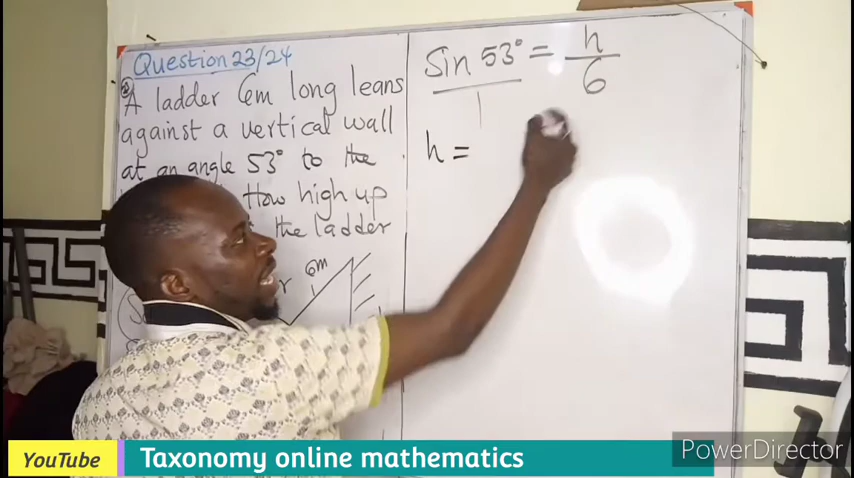 Question 23/24
A ladder 6m long leans
against a vertical wall
at an angle 53° to the
How high up
the ladder
6m
Sin 53° = h
1 6
h =
YouTube Taxonomy online mathematics
PowerDirector